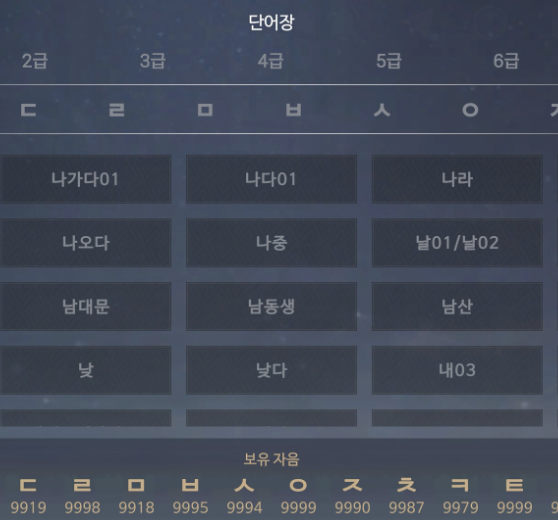 단어장
2급 3급 4급 5급 6급
ㄷ ㄹ ㅁ ㅂ ㅅ ㅇ
나가다01 나다01 나라
나오다 나중 날01/날02
남대문 남동생 남산
낮 낮다 내03
보유 자음
ㄷ ㄹ ㅁ ㅂ ㅅ ㅇ ㅈ ㅊ ㅋ ㅌ
9919 9998 9918 9995 9994 9999 9990 9987 9979 9999